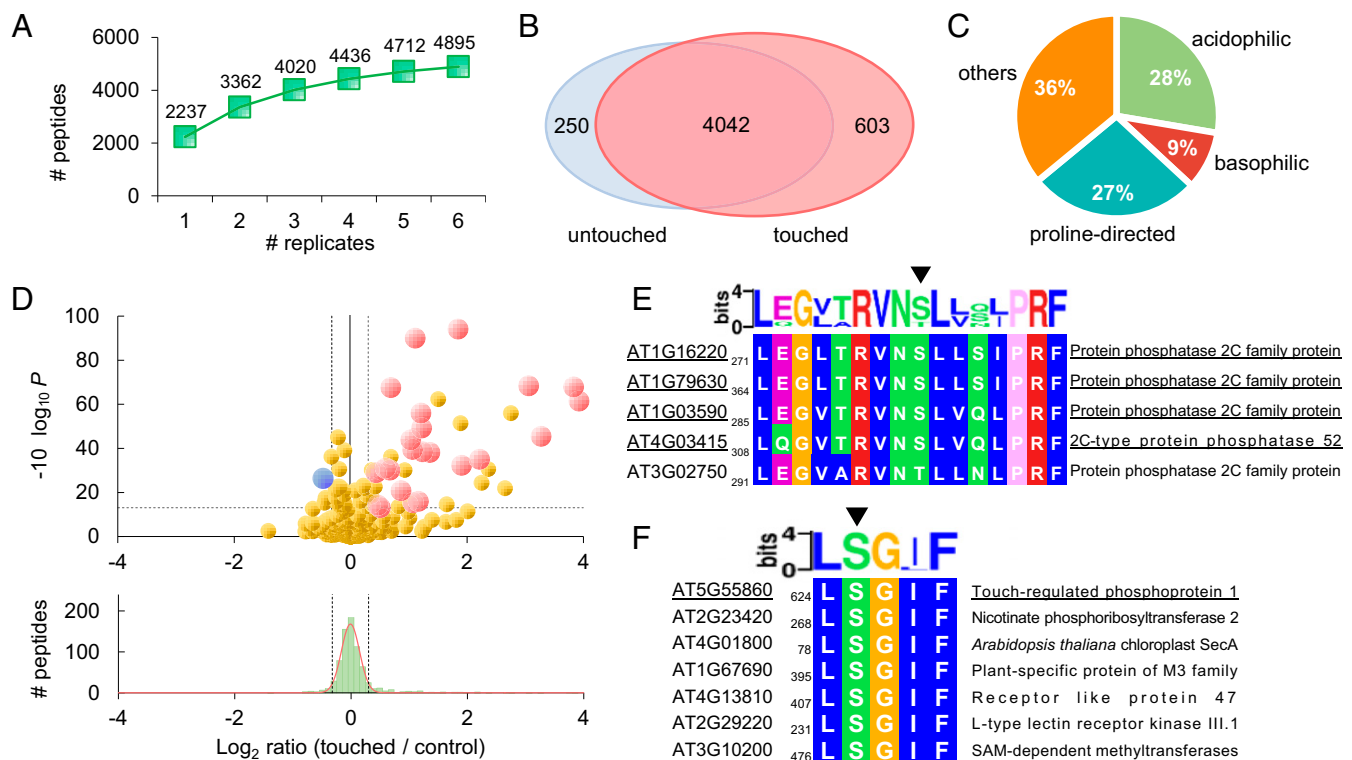 A
6000
4000
2000
0
# peptides
2237
3362
4020
4436
4712
4895
1 2 3 4 5 6
# replicates
B
250
4042
603
untouched
touched
C
others
36%
acidophilic
28%
9%
basophilic
27%
proline-directed
D
100
80
60
40
20
0
-10 log10 P
-4 -2 0 2 4
200
0
# peptides
-4 -2 0 2 4
Log2 ratio (touched / control)
E
bits
4
0
AT1G16220 271 L E G L T R V N S L L S I P R F Protein phosphatase 2C family protein
AT1G79630 364 L E G L T R V N S L L S I P R F Protein phosphatase 2C family protein
AT1G03590 285 L E G V T R V N S L V Q L P R F Protein phosphatase 2C family protein
AT4G03415 308 L Q G V T R V N S L V Q L P R F 2C-type protein phosphatase 52
AT3G02750 291 L E G V A R V N T L L N L P R F Protein phosphatase 2C family protein
F
bits
4
0
L S G I F
AT5G55860 624 L S G I F Touch-regulated phosphoprotein 1
AT2G23420 268 L S G I F Nicotinate phosphoribosyltransferase 2
AT4G01800 78 L S G I F Arabidopsis thaliana chloroplast SecA
AT1G67690 395 L S G I F Plant-specific protein of M3 family
AT4G13810 407 L S G I F Receptor like protein 47
AT2G29220 231 L S G I F L-type lectin receptor kinase III.1
AT3G10200 476 L S G I F SAM-dependent methyltransferases